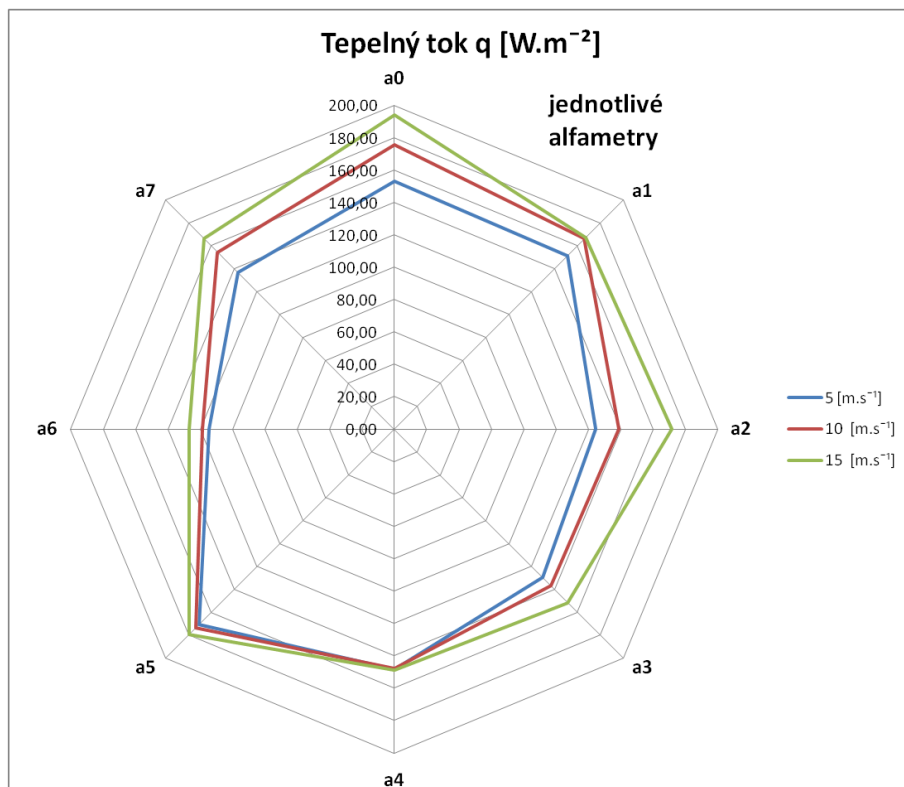 Tepelný tok q [W.m⁻²]
a0
jednotlivé
alfametry
200,00
180,00
160,00
140,00
120,00
100,00
80,00
60,00
40,00
20,00
0,00
a7
a1
a6
a2
5 [m.s⁻¹]
10 [m.s⁻¹]
15 [m.s⁻¹]
a5
a3
a4